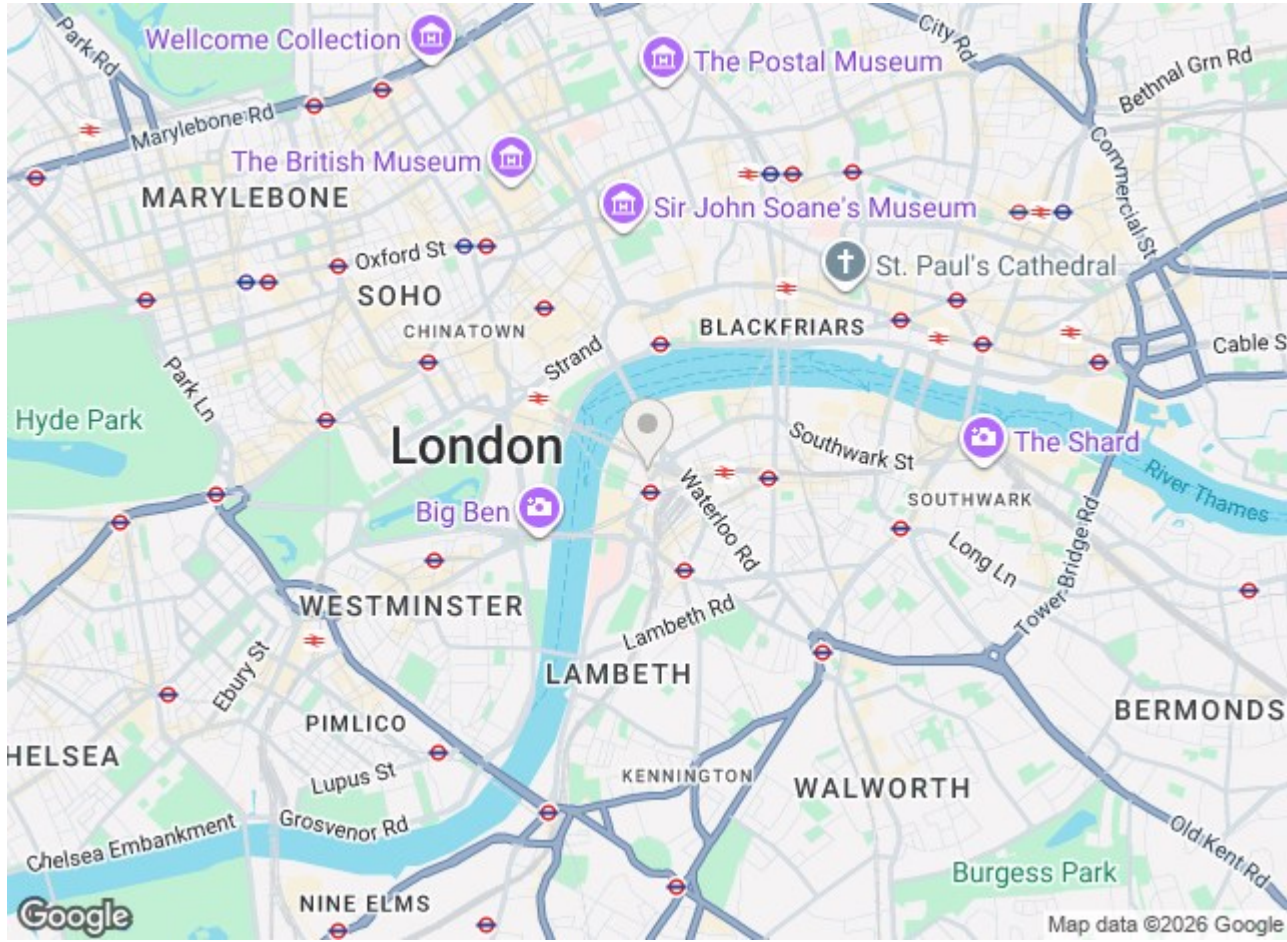 Park Rd
Wellcome Collection
The Postal Museum
City Rd
Bethnal Grn Rd
Marylebone Rd
The British Museum
Commercial St
MARYLEBONE
Sir John Soane's Museum
Oxford St
St. Paul's Cathedral
SOHO
CHINATOWN
BLACKFRIARS
Strand
Cable S
Park Ln
Hyde Park
London
Southwark St
The Shard
River Thames
Big Ben
Waterloo Rd
SOUTHWARK
Long Ln
Tower Bridge Rd
WESTMINSTER
Lambeth Rd
Ebury St
LAMBETH
PIMLICO
BERMONDS
HELSEA
Lupus St
KENNINGTON
WALWORTH
Grosvenor Rd
Chelsea Embankment
Old Kent Rd
Burgess Park
NINE ELMS
Google
Map data ©2026 Google